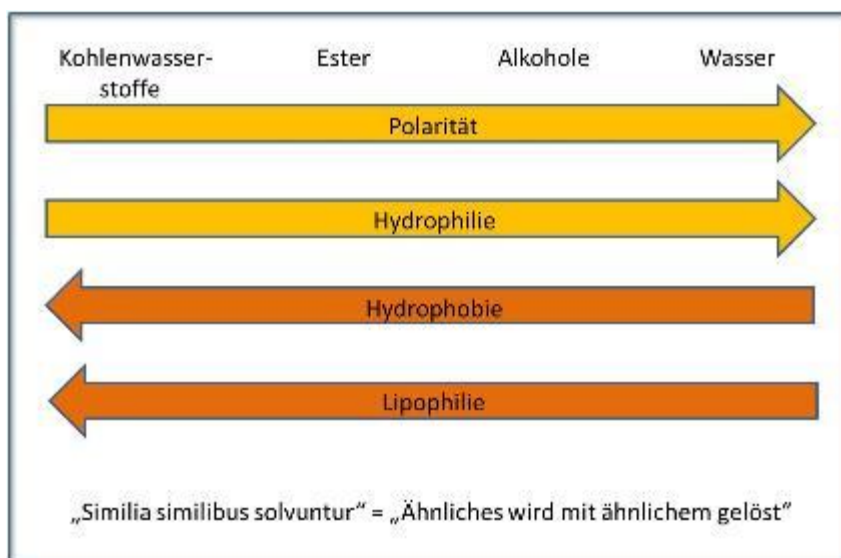 Kohlenwasser-
stoffe
Ester
Alkohole
Wasser
Polarität
Hydrophilie
Hydrophobie
Lipophilie
„Similia similibus solvuntur“ = „Ähnliches wird mit ähnlichem gelöst“